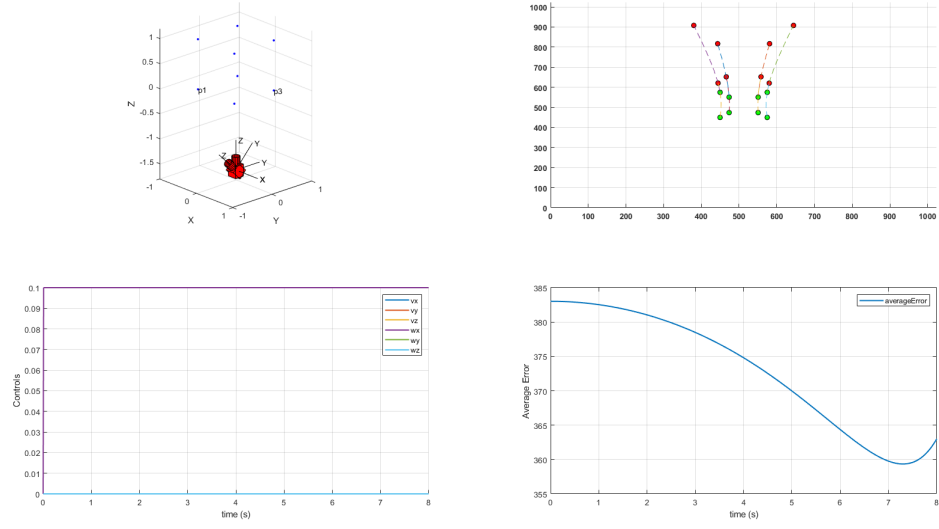 1
0.5
0
-0.5
-1
-1.5
Z
p1
p3
Z
Y
Z
Y
X
-1
0
1
X
-1
0
1
Y
1000
900
800
700
600
500
400
300
200
100
0
0 100 200 300 400 500 600 700 800 900 1000
0.1
0.09
0.08
0.07
0.06
0.05
0.04
0.03
0.02
0.01
0
Controls
vx
vy
vz
wx
wy
wz
0 1 2 3 4 5 6 7 8
time (s)
385
380
375
370
365
360
355
Average Error
averageError
0 1 2 3 4 5 6 7 8
time (s)